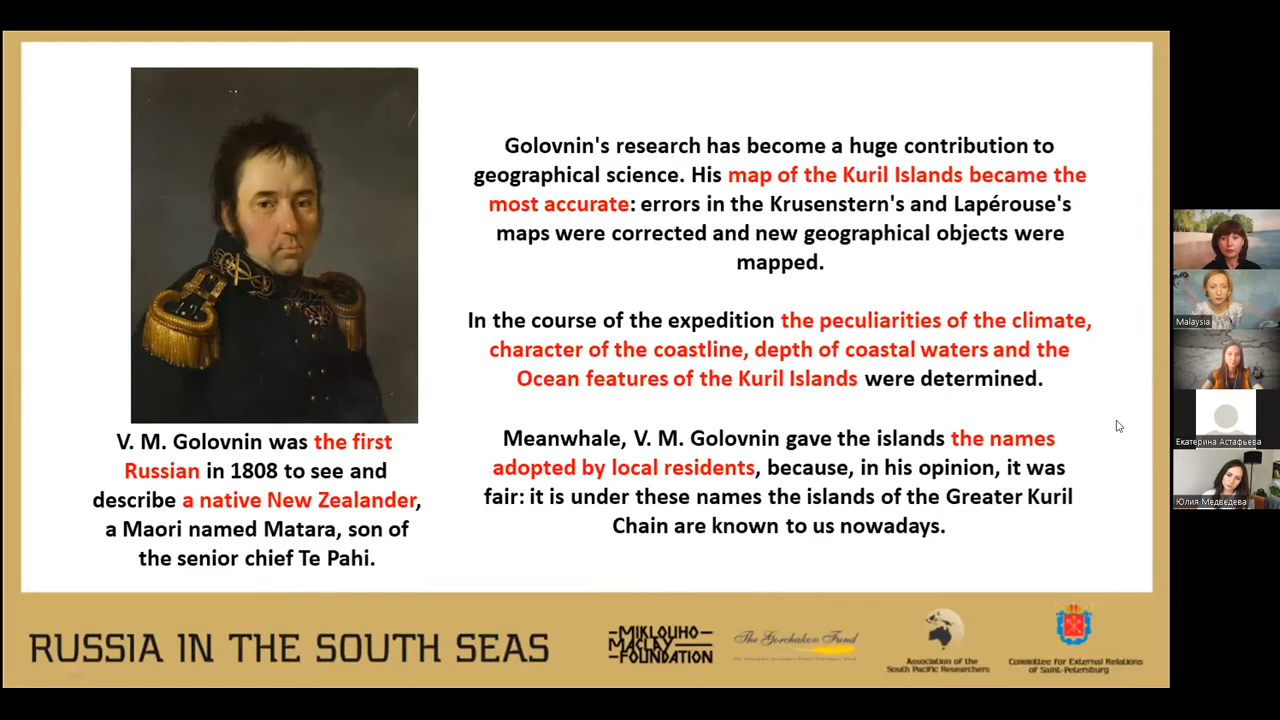 V. M. Golovnin was the first
Russian in 1808 to see and
describe a native New Zealander,
a Maori named Matara, son of
the senior chief Te Pahi.
Golovnin's research has become a huge contribution to
geographical science. His map of the Kuril Islands became the
most accurate: errors in the Krusenstern's and Lapérouse's
maps were corrected and new geographical objects were
mapped.
In the course of the expedition the peculiarities of the climate,
character of the coastline, depth of coastal waters and the
Ocean features of the Kuril Islands were determined.
Meanwhale, V. M. Golovnin gave the islands the names
adopted by local residents, because, in his opinion, it was
fair: it is under these names the islands of the Greater Kuril
Chain are known to us nowadays.
Malaysia
Екатерина Астафьева
Юлия Медведева
RUSSIA IN THE SOUTH SEAS
MIKLOUHO
MACLAY
FOUNDATION
The Gorchakov Fund
Association of the
South Pacific Researchers
Committee for External Relations
of Saint-Petersburg